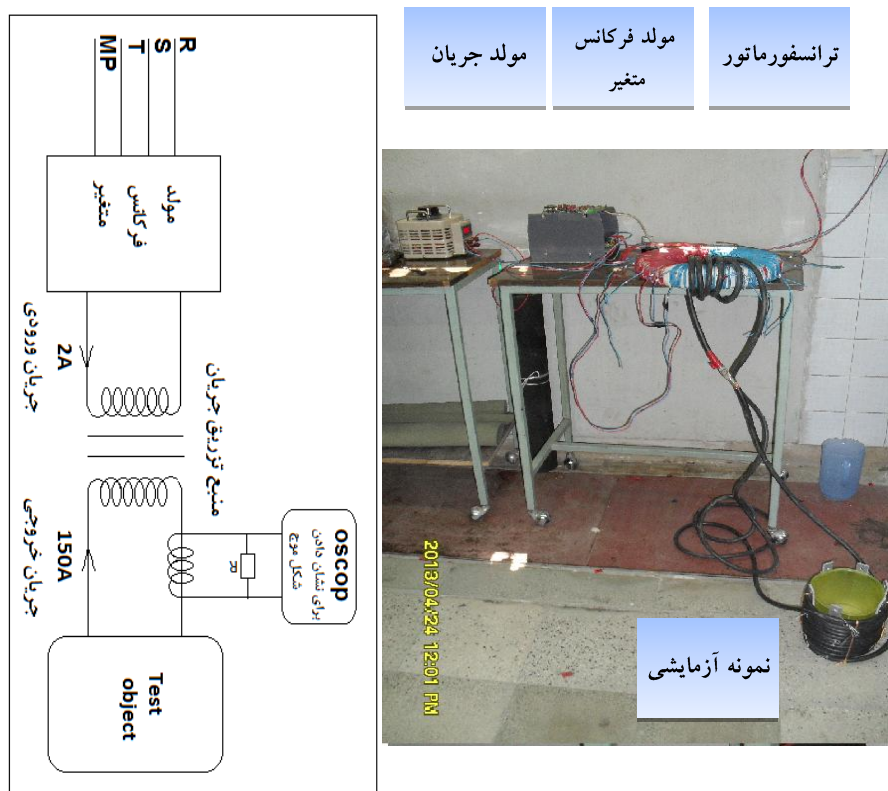 ترانسفورماتور
مولد فرکانس
متغیر
مولد جریان
R
S
T
MP
مولد
فرکانس
متغیر
2A
جریان ورودی
منبع تزریق جریان
150A
جریان خروجی
oscop
برای نشان دادن
شکل موج
Test
object
2013/04/24 12:01 PM
نمونه آزمایشی